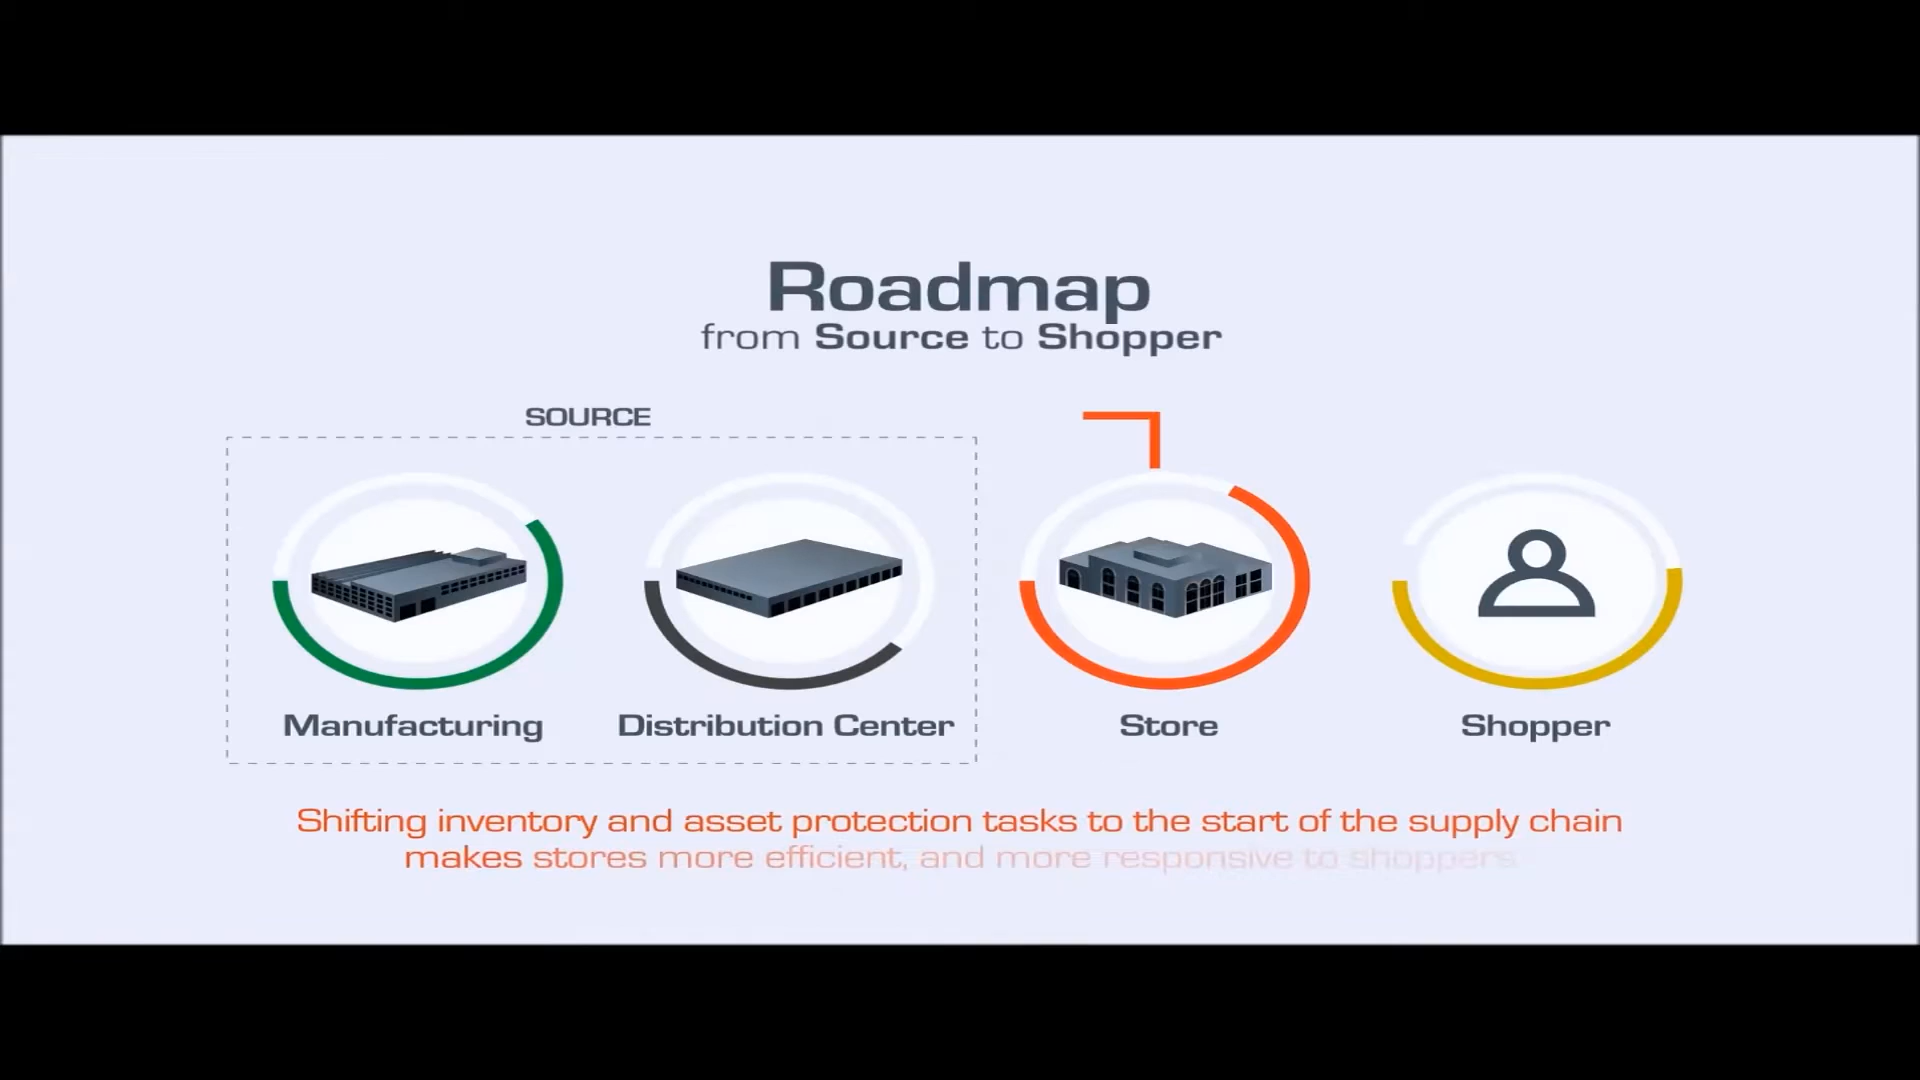 Roadmap
from Source to Shopper
SOURCE
Manufacturing
Distribution Center
Store
Shopper
Shifting inventory and asset protection tasks to the start of the supply chain
makes stores more efficient, and more responsive to shoppers